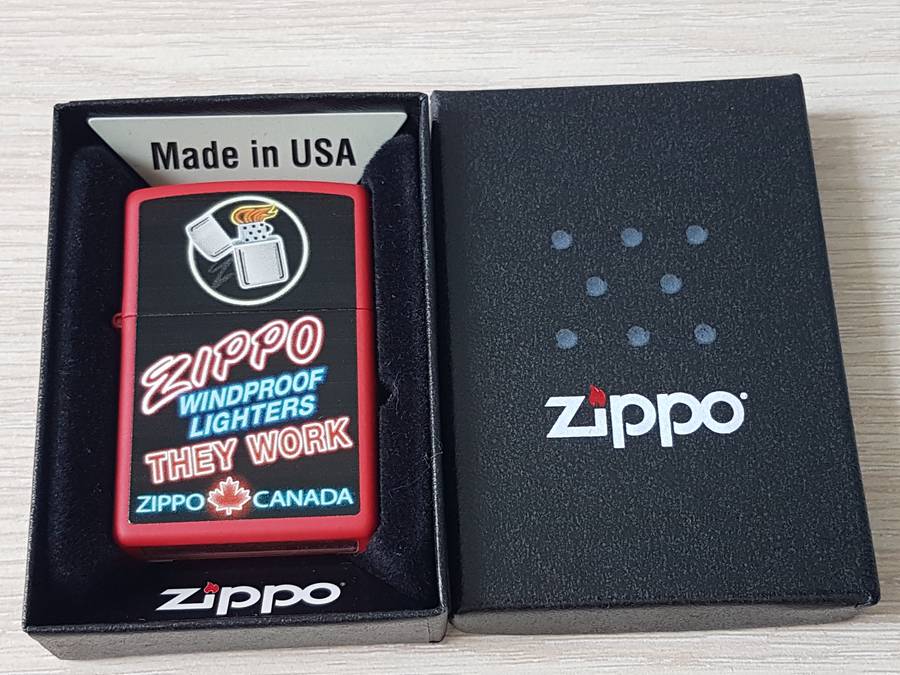 Made in USA
ZIPPO
WINDPROOF
LIGHTERS
THEY WORK
ZIPPO CANADA
zippo
zippo